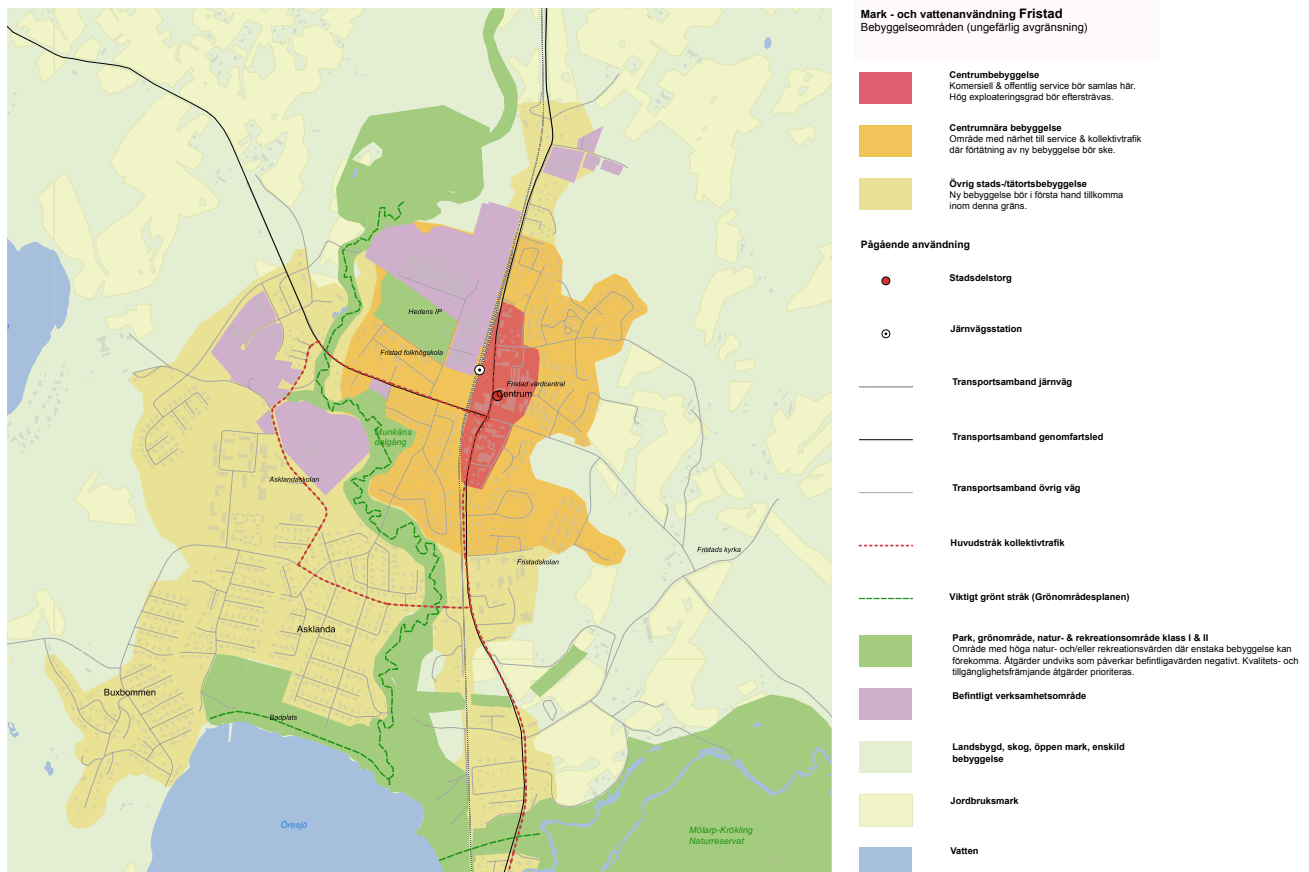 Mark - och vattenanvändning Fristad
Bebyggelseområden (ungefärlig avgränsning)
Centrumbebyggelse
Komersiell & offentlig service bör samlas här.
Hög exploateringsgrad bör eftersträvas.
Centrumnära bebyggelse
Område med närhet till service & kollektivtrafik
där förtätning av ny bebyggelse bör ske.
Övrig stads-/tätortsbebyggelse
Ny bebyggelse bör i första hand tillkomma
inom denna gräns.
Pågående användning
Stadsdelstorg
Järnvägsstation
Transportsamband järnväg
Transportsamband genomfartsled
Transportsamband övrig väg
Huvudstråk kollektivtrafik
Viktigt grönt stråk (Grönområdesplanen)
Park, grönområde, natur- & rekreationsområde klass I & II
Område med höga natur- och/eller rekreationsvärden där enstaka bebyggelse kan
förekomma. Åtgärder undviks som påverkar befintligavärden negativt. Kvalitets- och
tillgänglighetsfrämjande åtgärder prioriteras.
Befintligt verksamhetsområde
Landsbygd, skog, öppen mark, enskild
bebyggelse
Jordbruksmark
Vatten
Hedens IP
Fristad folkhögskola
Fristad vårdcentral
Centrum
Munkåns
dalgång
Asklandaskolan
Fristads kyrka
Fristadskolan
Asklanda
Buxbommen
Badplats
Öresjö
Mölarp-Krökling
Naturreservat